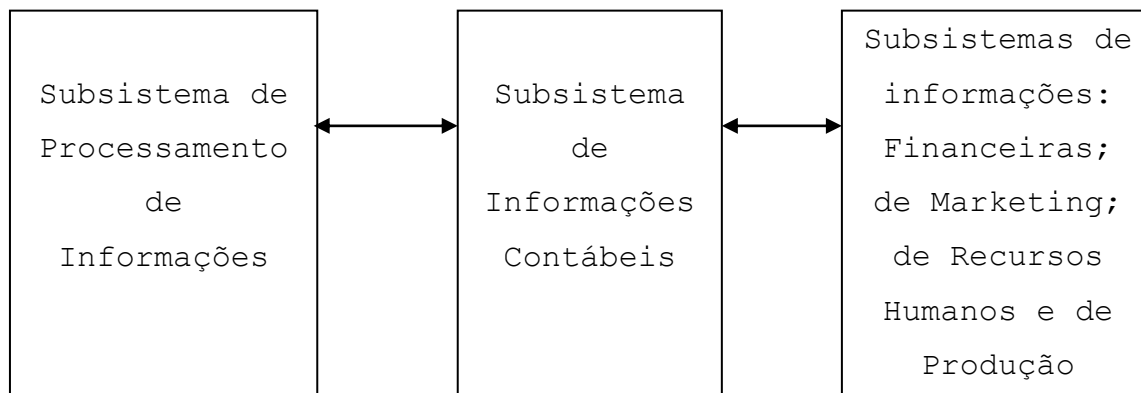 Subsistema de
Processamento
de
Informações
Subsistema
de
Informações
Contábeis
Subsistemas de
informações:
Financeiras;
de Marketing;
de Recursos
Humanos e de
Produção